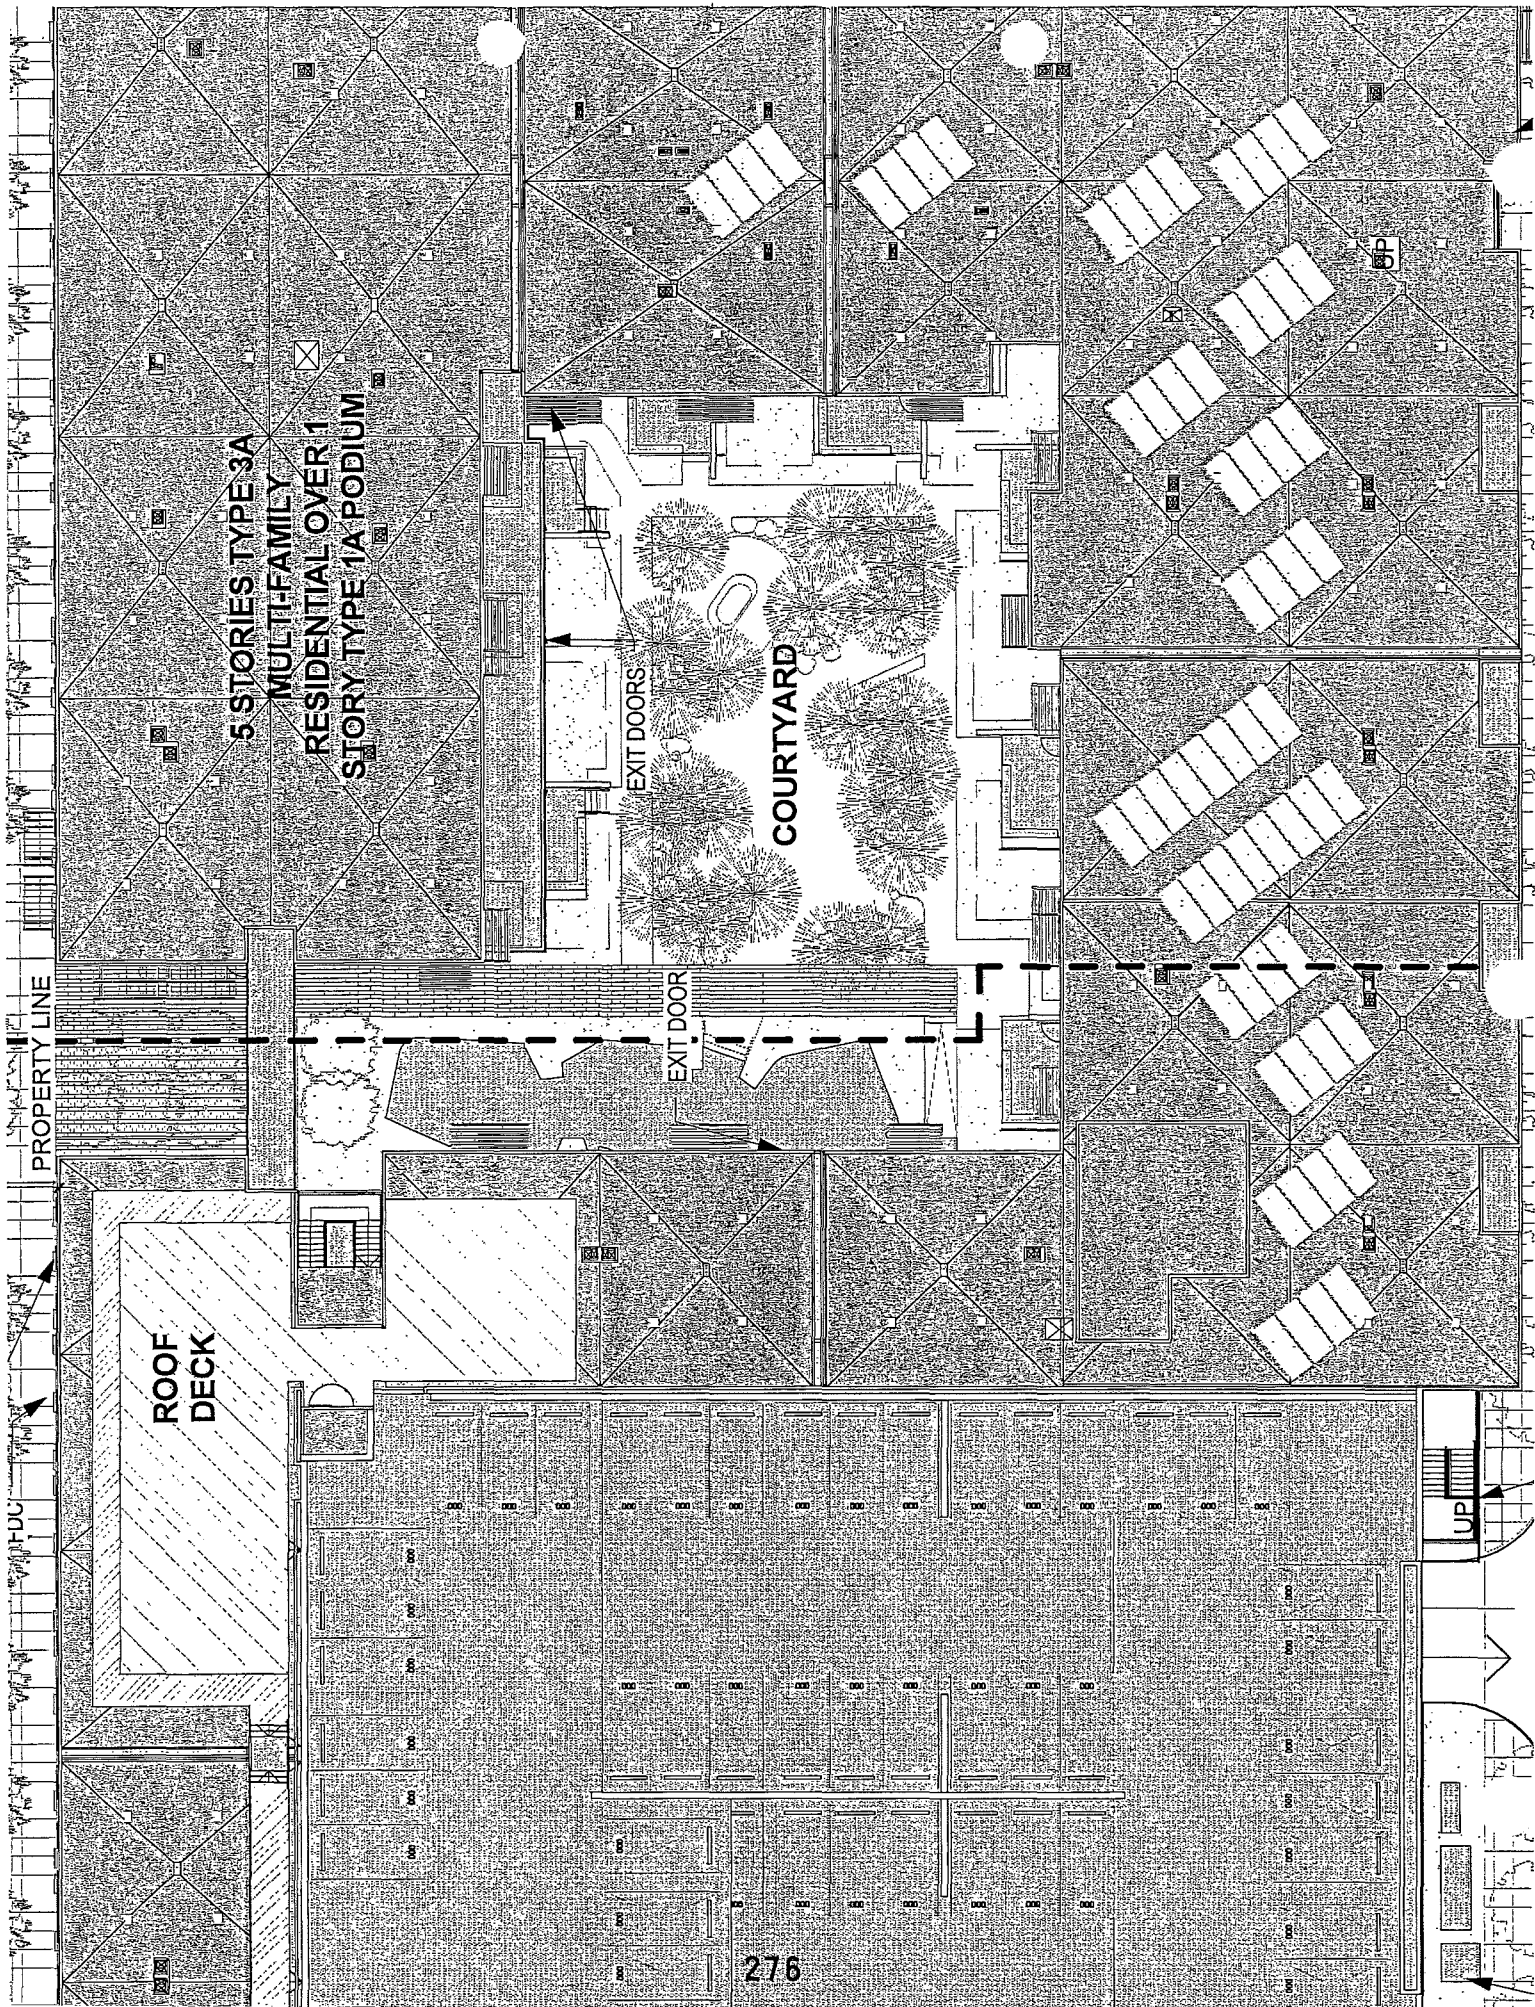 5 STORIES TYPE 3A
MULTI-FAMILY
RESIDENTIAL OVER 1
STORY TYPE 1A PODIUM
UP
EXIT DOORS
COURTYARD
PROPERTY LINE
EXIT DOOR
ROOF
DECK
FDC
UP
276